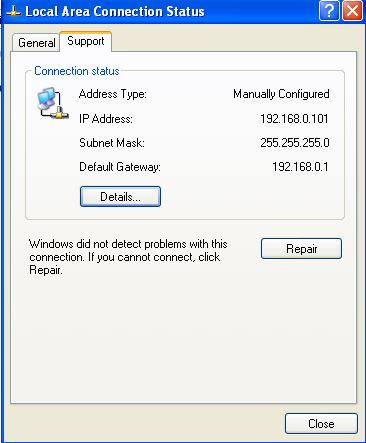 Local Area Connection Status
General Support
Connection status
Address Type: Manually Configured
IP Address: 192.168.0.101
Subnet Mask: 255.255.255.0
Default Gateway: 192.168.0.1
Details...
Windows did not detect problems with this
connection. If you cannot connect, click
Repair.
Repair
Close